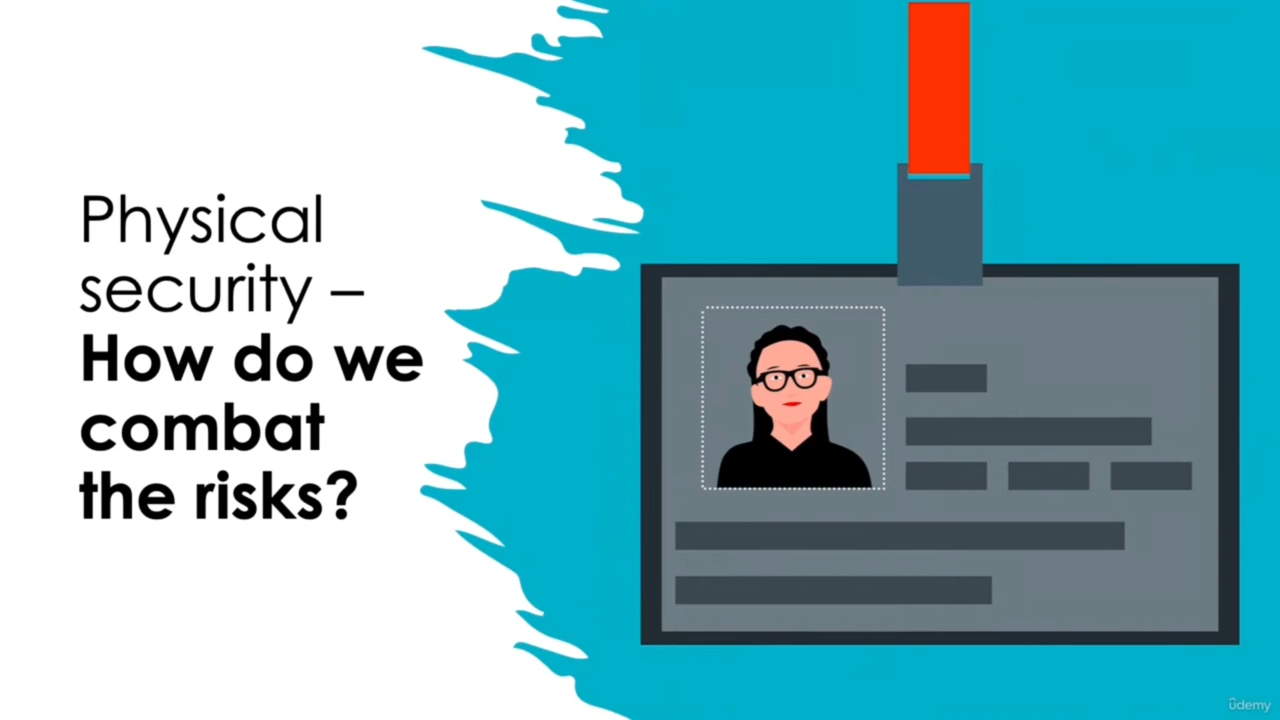 Physical
security –
How do we
combat
the risks?
ûdemy